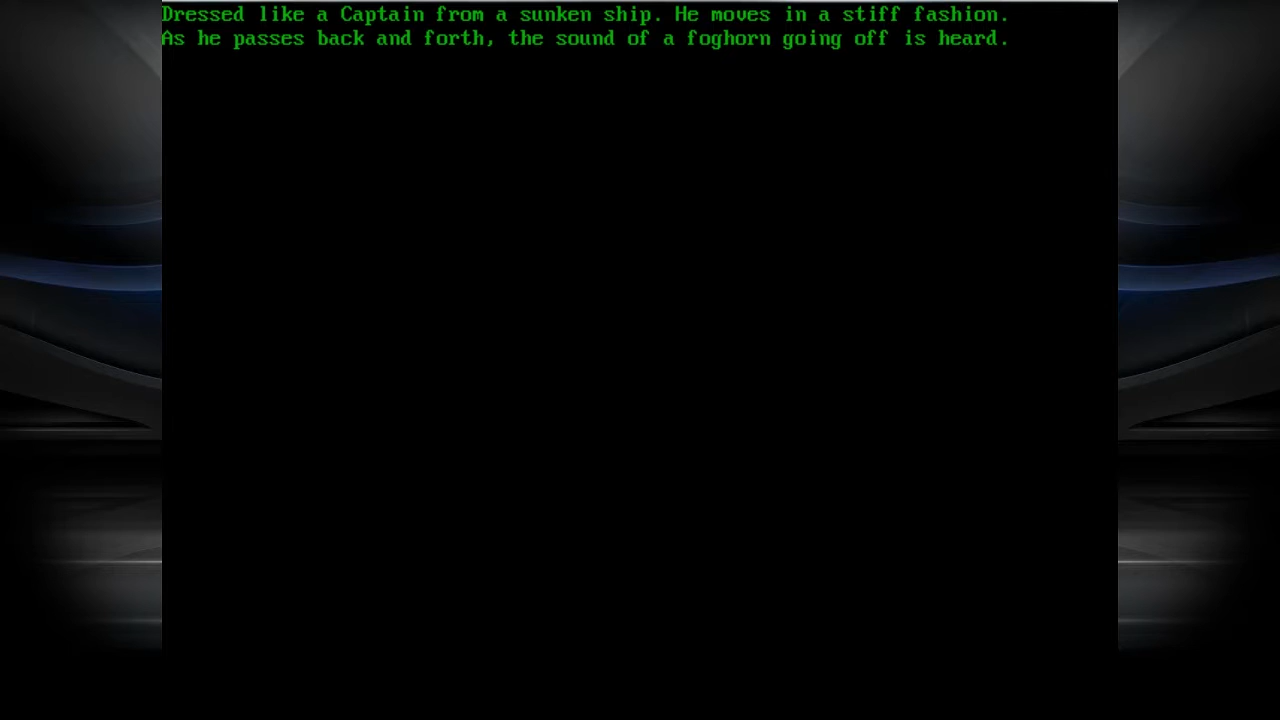 Dressed like a Captain from a sunken ship. He moves in a stiff fashion.
As he passes back and forth, the sound of a foghorn going off is heard.